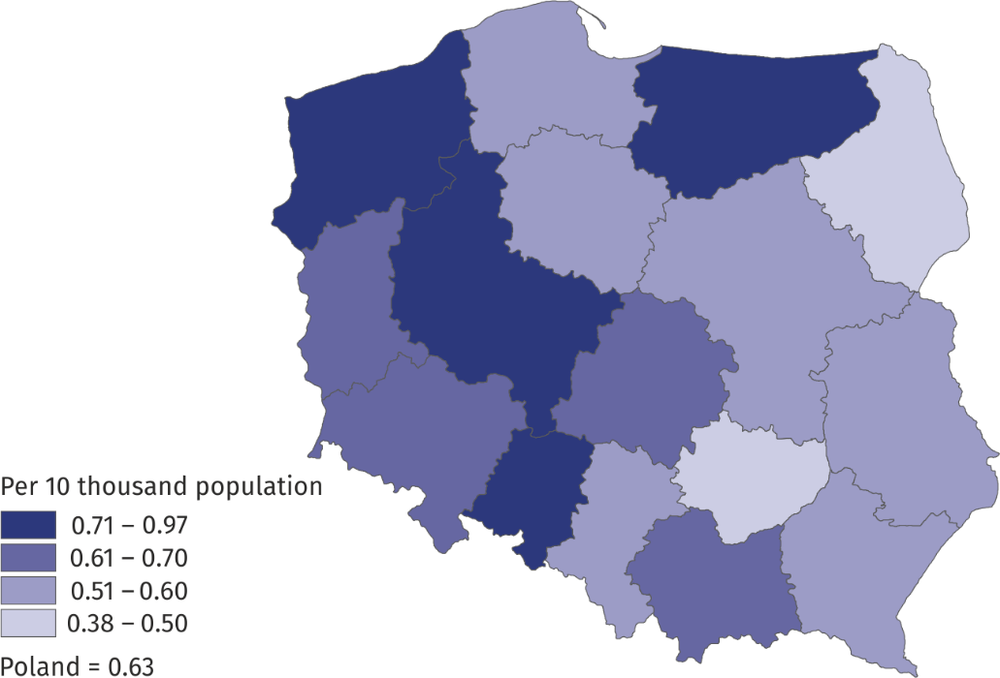 Per 10 thousand population
0.71 – 0.97
0.61 – 0.70
0.51 – 0.60
0.38 – 0.50
Poland = 0.63